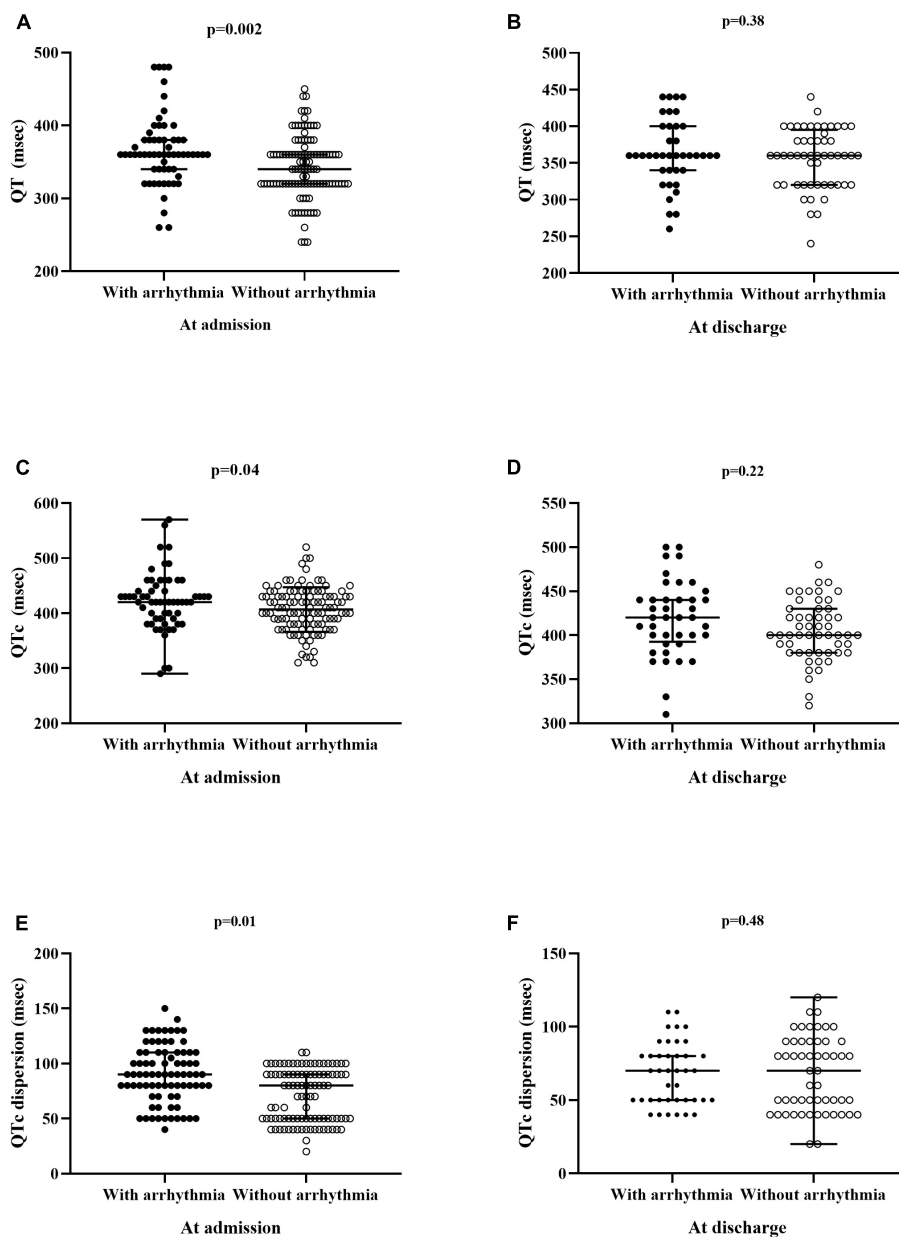 A
p=0.002
500
400
300
200
QT (msec)
With arrhythmia Without arrhythmia
At admission
B
p=0.38
500
450
400
350
300
250
200
QT (msec)
With arrhythmia Without arrhythmia
At discharge
C
p=0.04
600
500
400
300
200
QTc (msec)
With arrhythmia Without arrhythmia
At admission
D
p=0.22
550
500
450
400
350
300
QTc (msec)
With arrhythmia Without arrhythmia
At discharge
E
p=0.01
200
150
100
50
0
QTc dispersion (msec)
With arrhythmia Without arrhythmia
At admission
F
p=0.48
150
100
50
0
QTc dispersion (msec)
With arrhythmia Without arrhythmia
At discharge